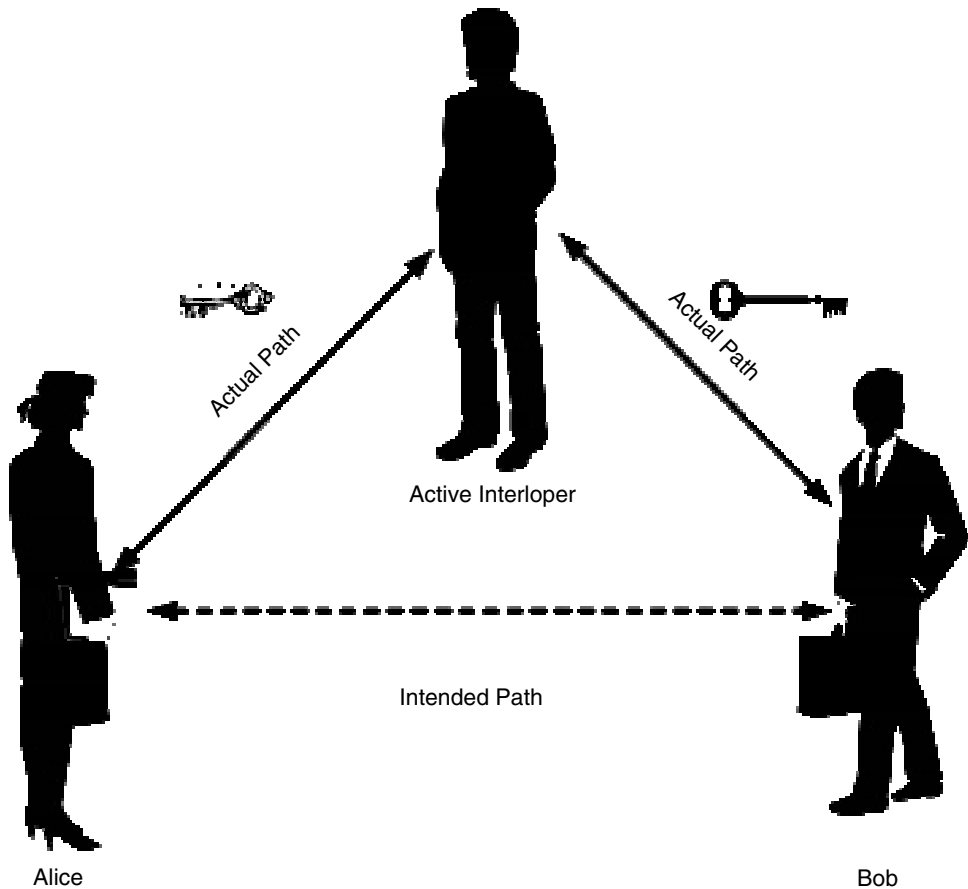 Actual Path
Actual Path
Active Interloper
Intended Path
Alice
Bob